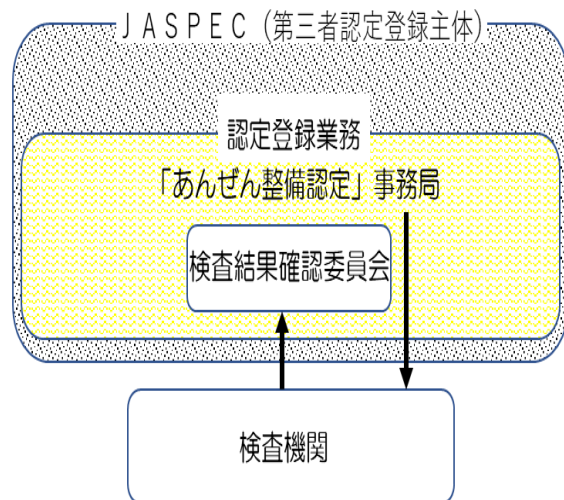 ＪＡＳＰＥＣ（第三者認定登録主体）
認定登録業務
「あんぜん整備認定」事務局
検査結果確認委員会
検査機関